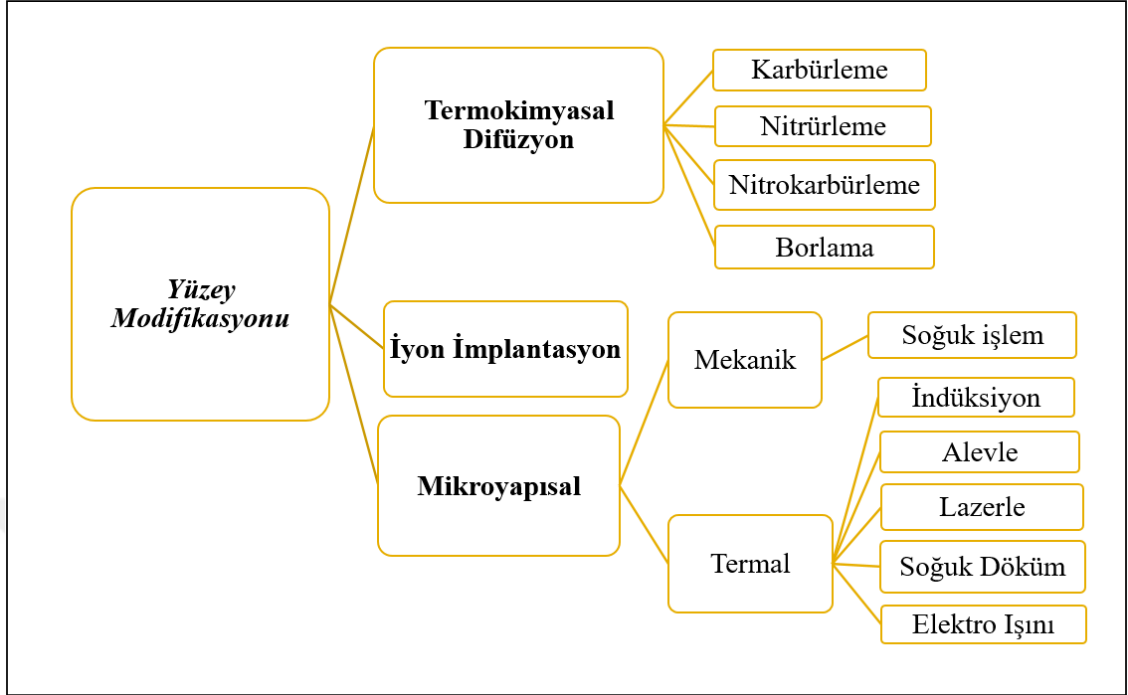 Yüzey
Modifikasyonu
Termokimyasal
Difüzyon
Karbürleme
Nitrürleme
Nitrokarbürleme
Borlama
İyon İmplantasyon
Mikroyapısal
Mekanik
Soğuk işlem
Termal
İndüksiyon
Alevle
Lazerle
Soğuk Döküm
Elektro Işını